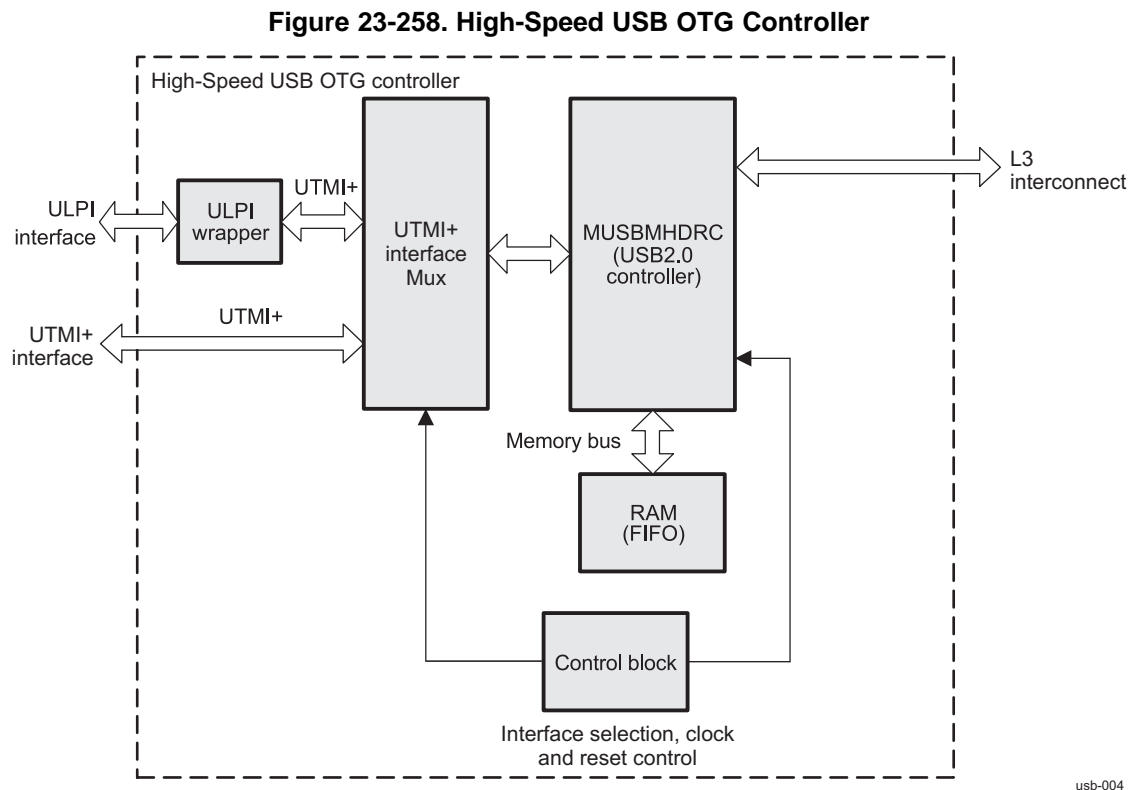 Figure 23-258. High-Speed USB OTG Controller
High-Speed USB OTG controller
ULPI
interface
ULPI
wrapper
UTMI+
UTMI+
interface
Mux
MUSBMHDRC
(USB2.0
controller)
L3
interconnect
UTMI+
interface
UTMI+
Memory bus
RAM
(FIFO)
Control block
Interface selection, clock
and reset control
usb-004